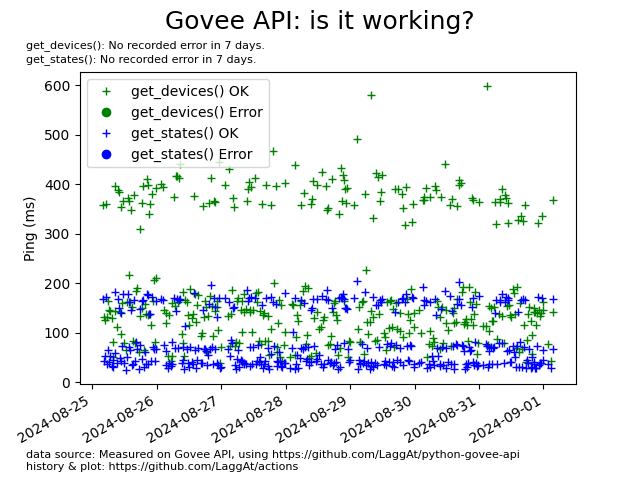 Govee API: is it working?
get_devices(): No recorded error in 7 days.
get_states(): No recorded error in 7 days.
get_devices() OK
get_devices() Error
get_states() OK
get_states() Error
Ping (ms)
600
500
400
300
200
100
0
2024-08-25
2024-08-26
2024-08-27
2024-08-28
2024-08-29
2024-08-30
2024-08-31
2024-09-01
data source: Measured on Govee API, using https://github.com/LaggAt/python-govee-api
history & plot: https://github.com/LaggAt/actions